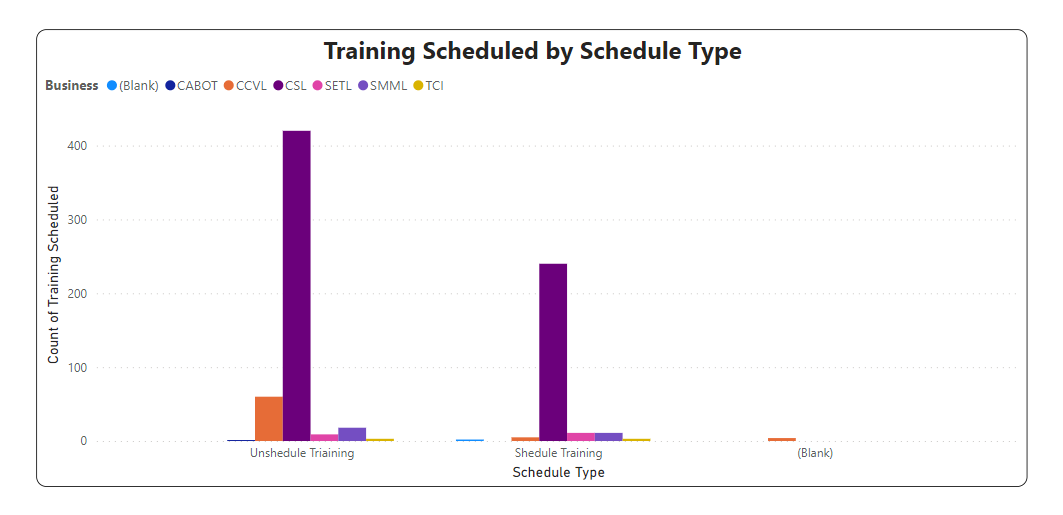 Training Scheduled by Schedule Type
Business (Blank) CABOT CCVL CSL SETL SMML TCI
Count of Training Scheduled
400
300
200
100
0
Unshedule Triaining Shedule Training (Blank)
Schedule Type